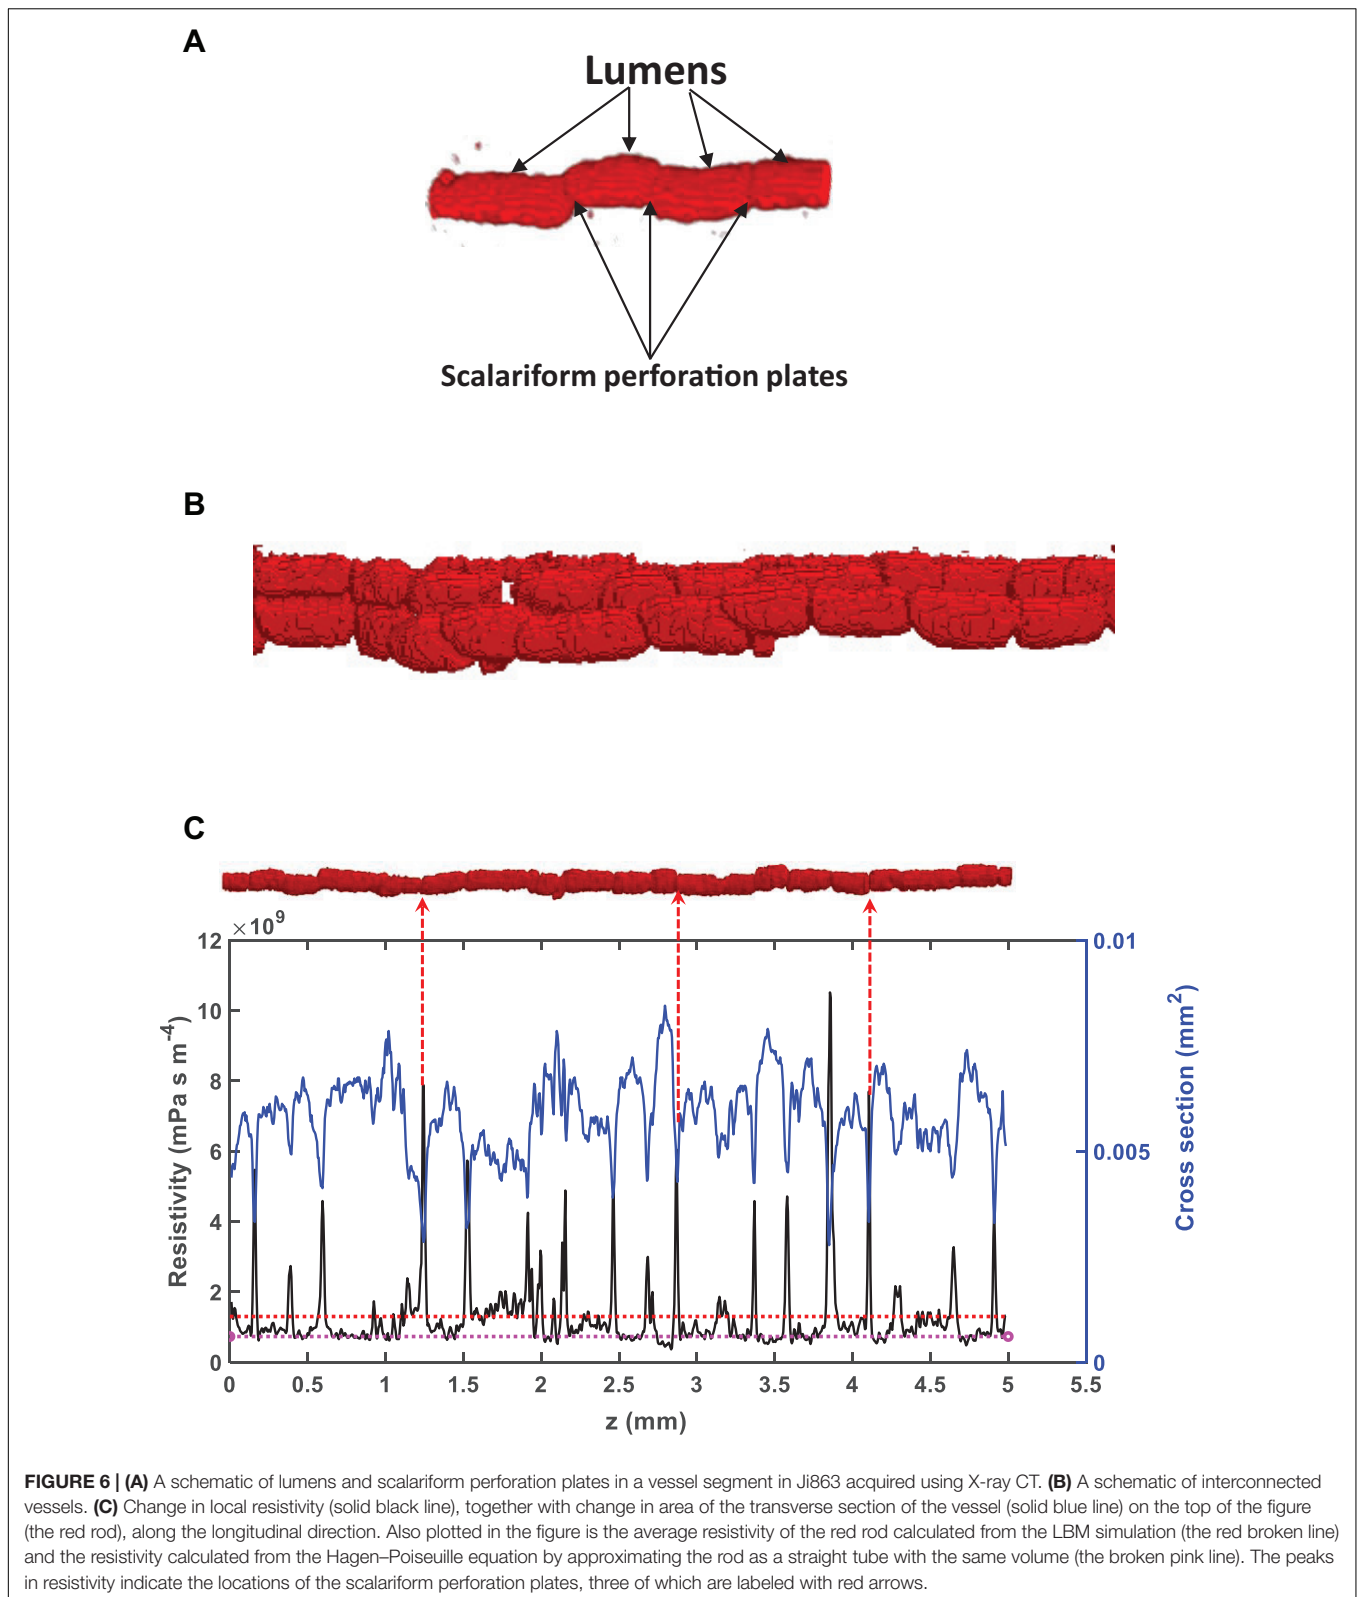 A
Lumens
Scalariform perforation plates
B
C
×10⁹
12
10
8
6
4
2
0
Resistivity (mPa s m⁻⁴)
0.01
0.005
0
Cross section (mm²)
0 0.5 1 1.5 2 2.5 3 3.5 4 4.5 5 5.5
z (mm)
FIGURE 6 | (A) A schematic of lumens and scalariform perforation plates in a vessel segment in Ji863 acquired using X-ray CT. (B) A schematic of interconnected
vessels. (C) Change in local resistivity (solid black line), together with change in area of the transverse section of the vessel (solid blue line) on the top of the figure
(the red rod), along the longitudinal direction. Also plotted in the figure is the average resistivity of the red rod calculated from the LBM simulation (the red broken line)
and the resistivity calculated from the Hagen–Poiseuille equation by approximating the rod as a straight tube with the same volume (the broken pink line). The peaks
in resistivity indicate the locations of the scalariform perforation plates, three of which are labeled with red arrows.